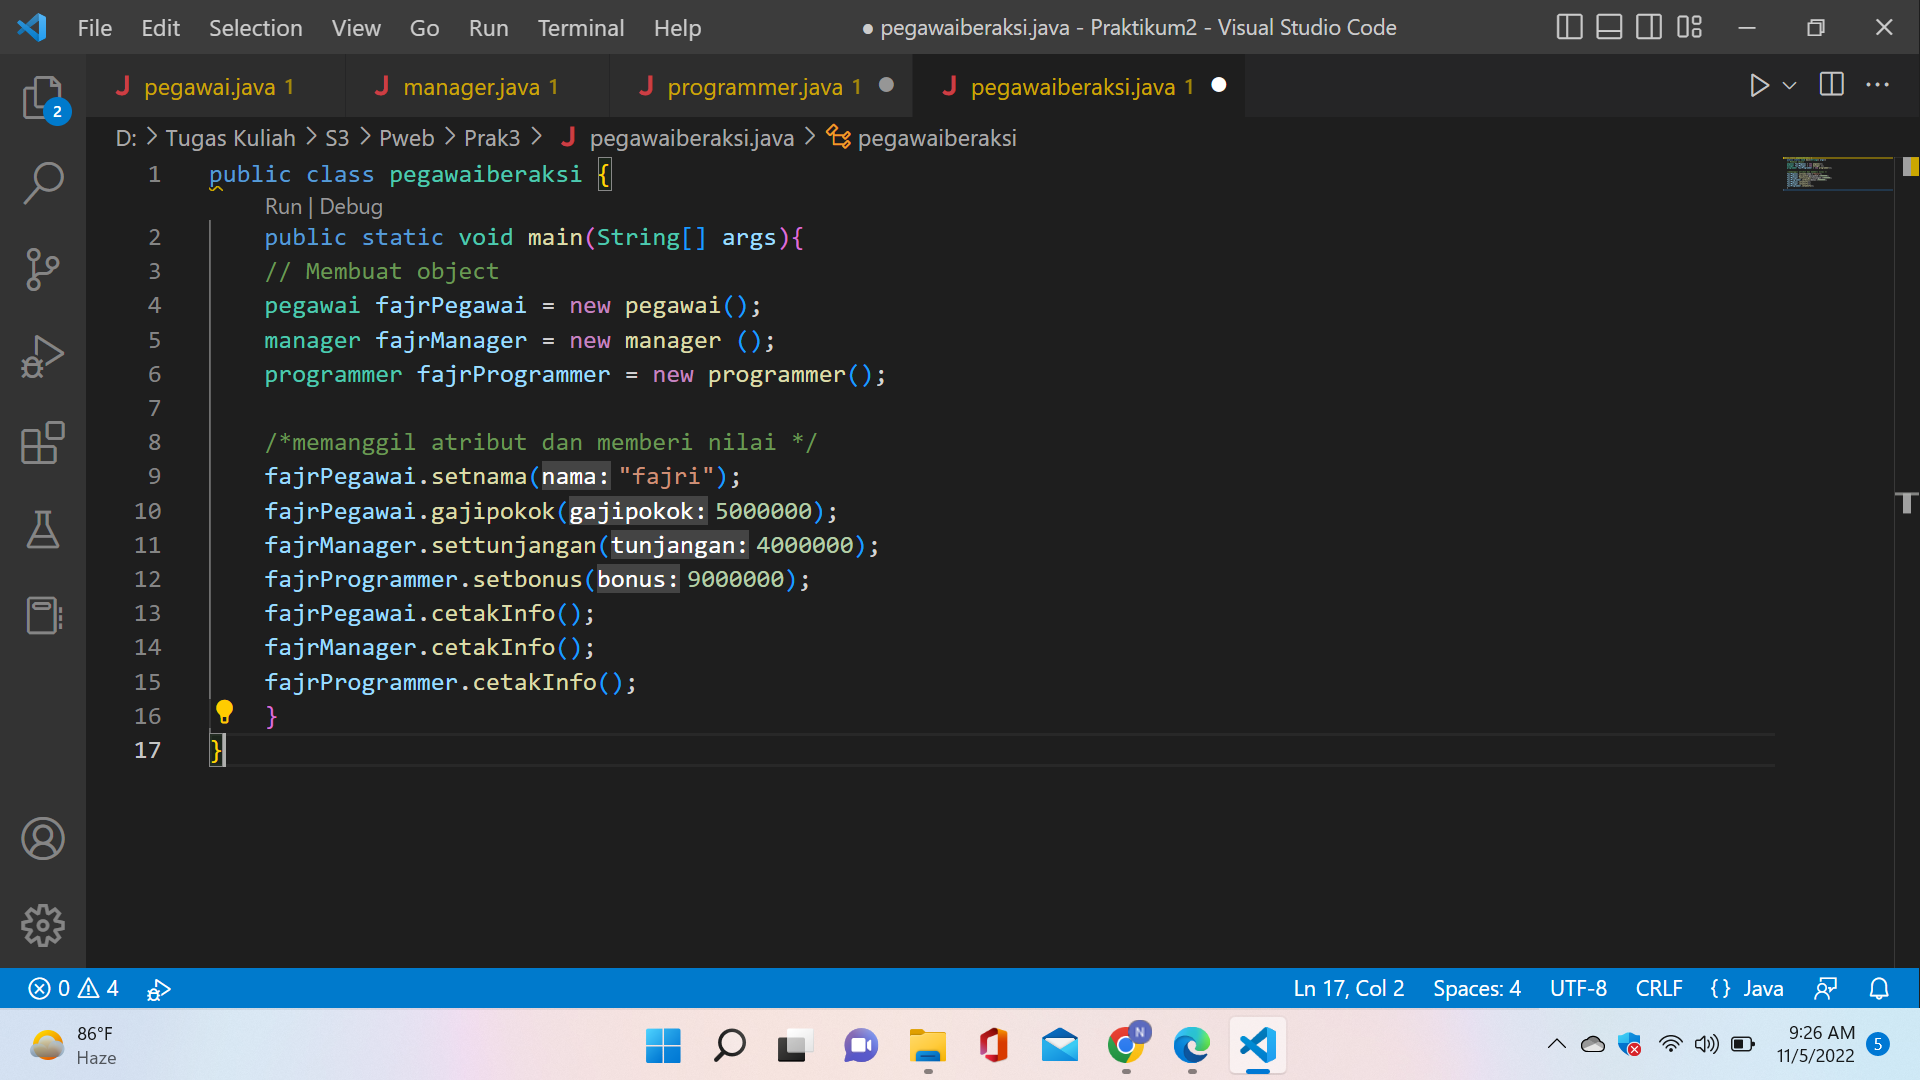 File Edit Selection View Go Run Terminal Help ● pegawaiberaksi.java - Praktikum2 - Visual Studio Code
2
J pegawai.java 1 J manager.java 1 J programmer.java 1 ● J pegawaiberaksi.java 1 ●
D: > Tugas Kuliah > S3 > Pweb > Prak3 > J pegawaiberaksi.java > pegawaiberaksi
1 public class pegawaiberaksi {
Run | Debug
2 public static void main(String[] args){
3 // Membuat object
4 pegawai fajrPegawai = new pegawai();
5 manager fajrManager = new manager ();
6 programmer fajrProgrammer = new programmer();
7
8 /*memanggil atribut dan memberi nilai */
9 fajrPegawai.setnama(nama: "fajri");
10 fajrPegawai.gajipokok(gajipokok: 5000000);
11 fajrManager.settunjangan(tunjangan: 4000000);
12 fajrProgrammer.setbonus(bonus: 9000000);
13 fajrPegawai.cetakInfo();
14 fajrManager.cetakInfo();
15 fajrProgrammer.cetakInfo();
16 }
17 }
0 4 Ln 17, Col 2 Spaces: 4 UTF-8 CRLF {} Java
86°F
Haze
N
9:26 AM
11/5/2022
5